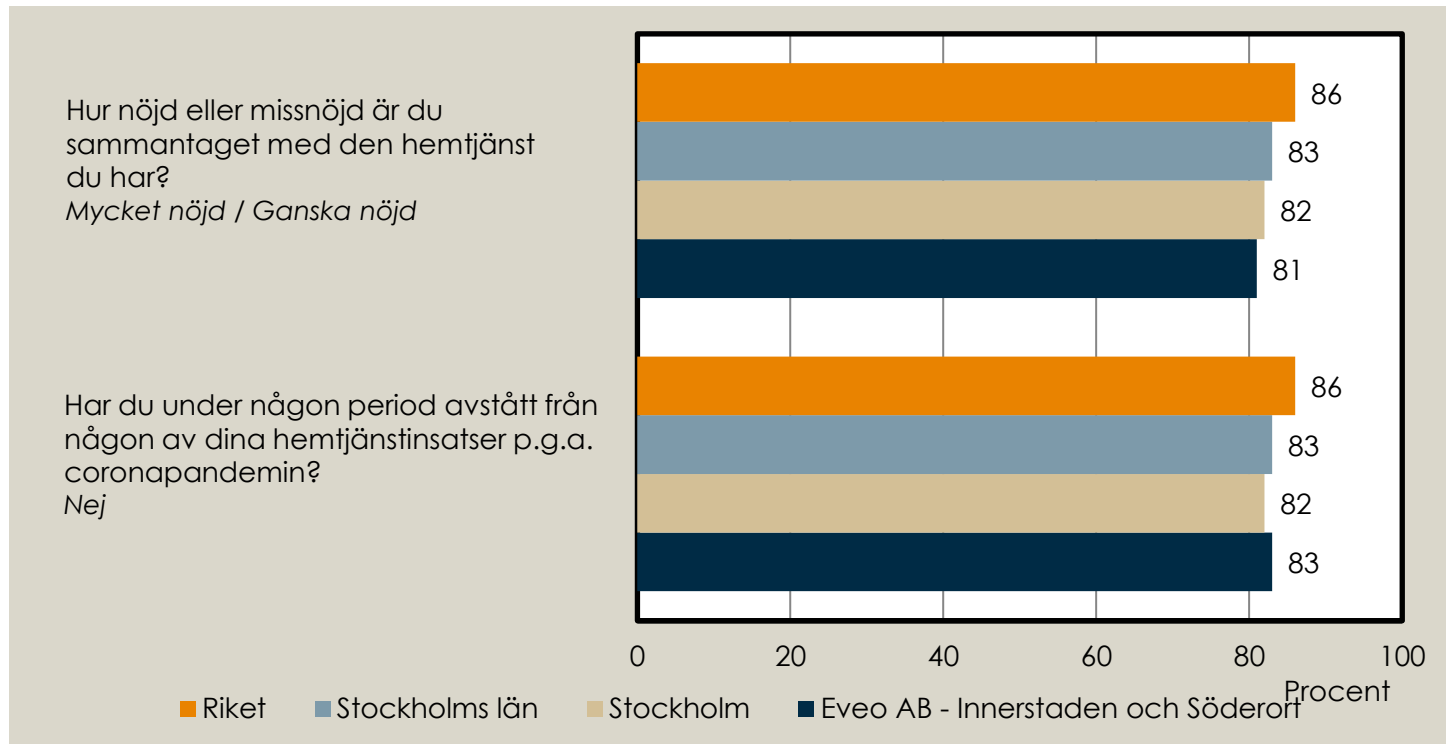 Hur nöjd eller missnöjd är du
sammantaget med den hemtjänst
du har?
Mycket nöjd / Ganska nöjd
86
83
82
81
Har du under någon period avstått från
någon av dina hemtjänstinsatser p.g.a.
coronapandemin?
Nej
86
83
82
83
0 20 40 60 80 100
Procent
Riket Stockholms län Stockholm Eveo AB - Innerstaden och Söderort